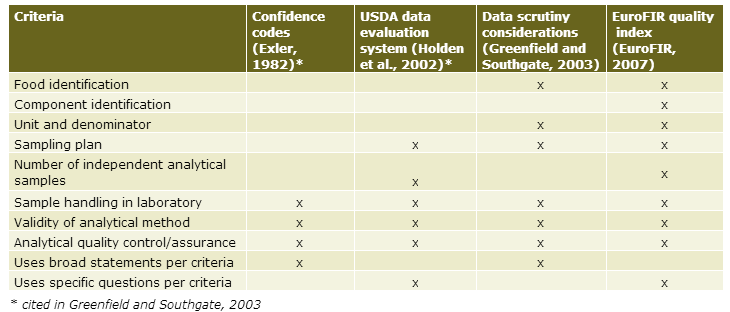 Criteria
Confidence codes (Exler, 1982)*
USDA data evaluation system (Holden et al., 2002)*
Data scrutiny considerations (Greenfield and Southgate, 2003)
EuroFIR quality index (EuroFIR, 2007)
Food identification x x
Component identification x
Unit and denominator x x
Sampling plan x x x
Number of independent analytical samples x x
Sample handling in laboratory x x x x
Validity of analytical method x x x x
Analytical quality control/assurance x x x x
Uses broad statements per criteria x x
Uses specific questions per criteria x x
* cited in Greenfield and Southgate, 2003